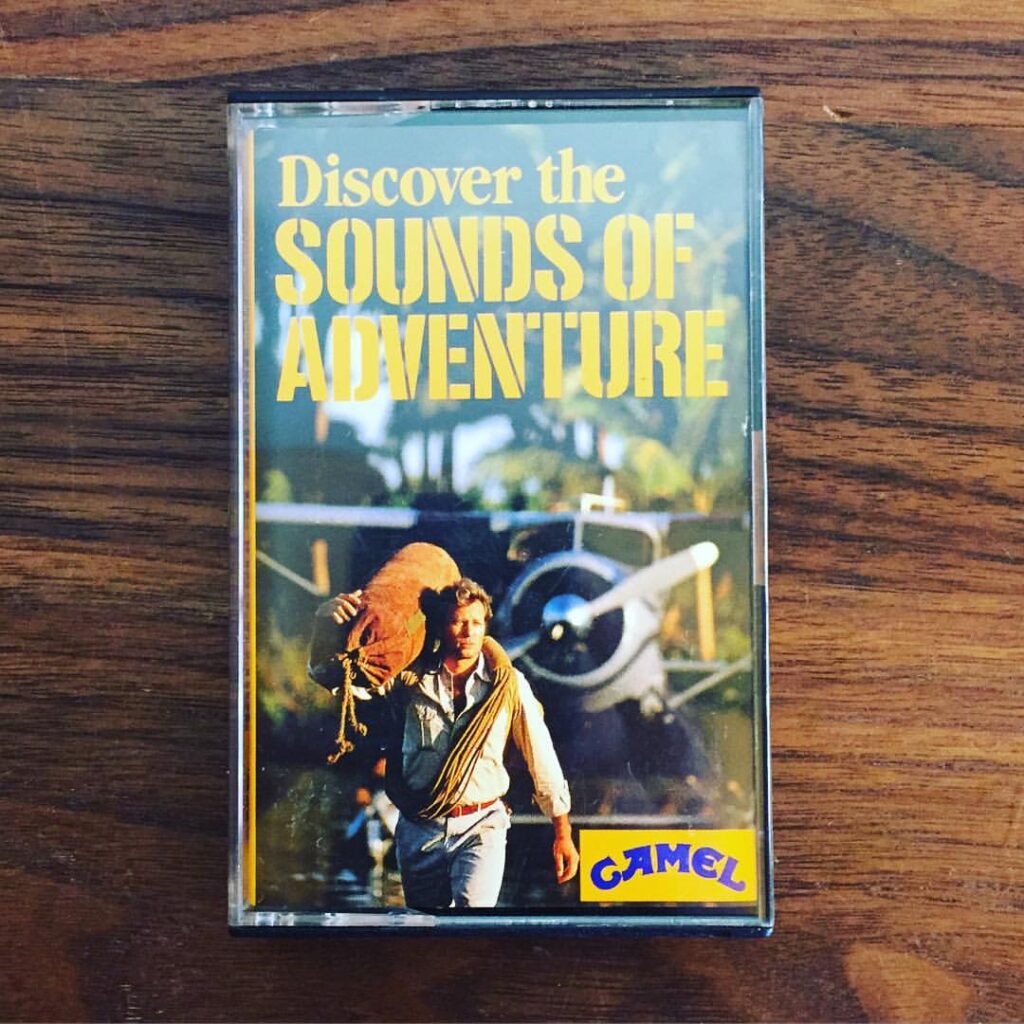 Discover the
SOUNDS OF
ADVENTURE
CAMEL